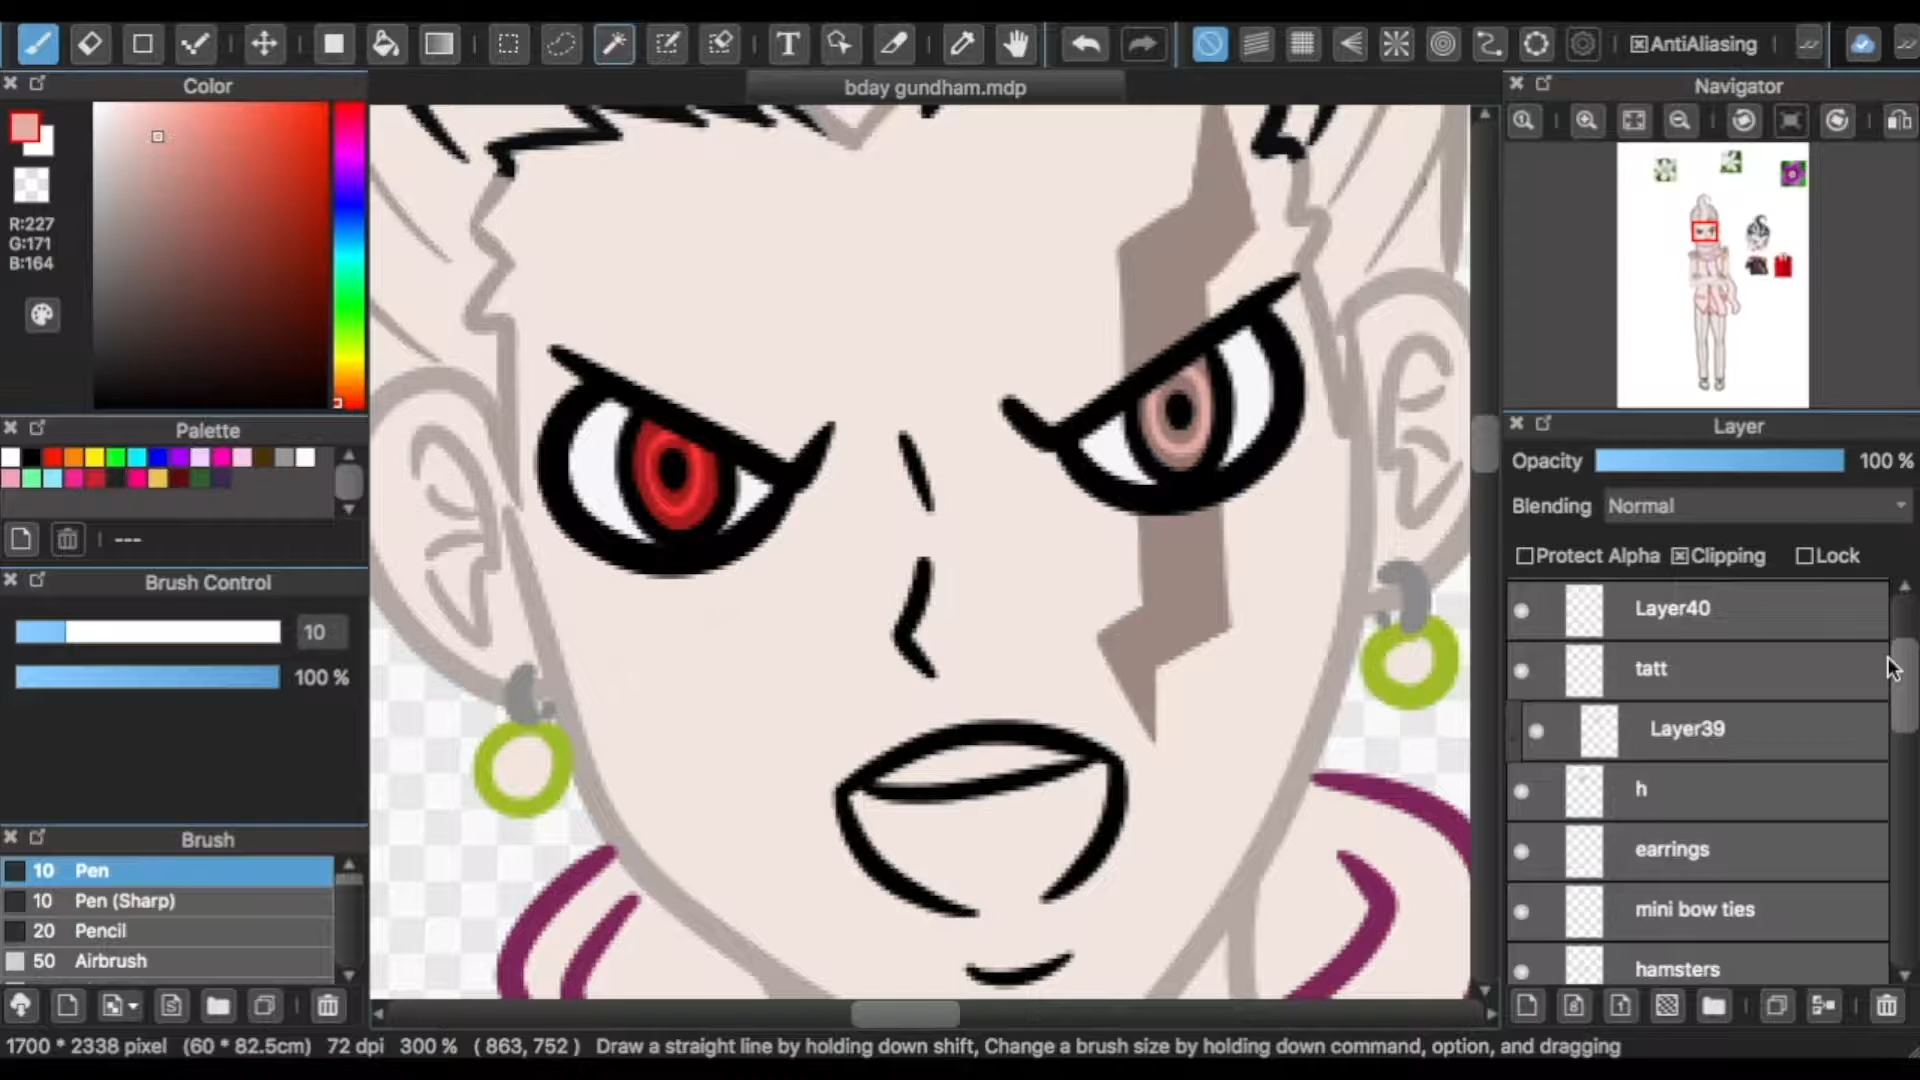 T
AntiAliasing
Color
bday gundham.mdp
Navigator
R:227
G:171
B:164
Palette
---
Brush Control
10
100 %
Brush
10 Pen
10 Pen (Sharp)
20 Pencil
50 Airbrush
Layer
Opacity 100 %
Blending Normal
Protect Alpha Clipping Lock
Layer40
tatt
Layer39
h
earrings
mini bow ties
hamsters
1700 * 2338 pixel (60 * 82.5cm) 72 dpi 300 % ( 863, 752 ) Draw a straight line by holding down shift, Change a brush size by holding down command, option, and dragging